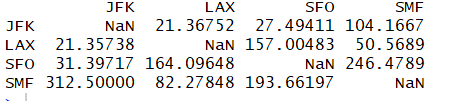 JFK LAX SFO SMF
JFK NaN 21.36752 27.49411 104.1667
LAX 21.35738 NaN 157.00483 50.5689
SFO 31.39717 164.09648 NaN 246.4789
SMF 312.50000 82.27848 193.66197 NaN